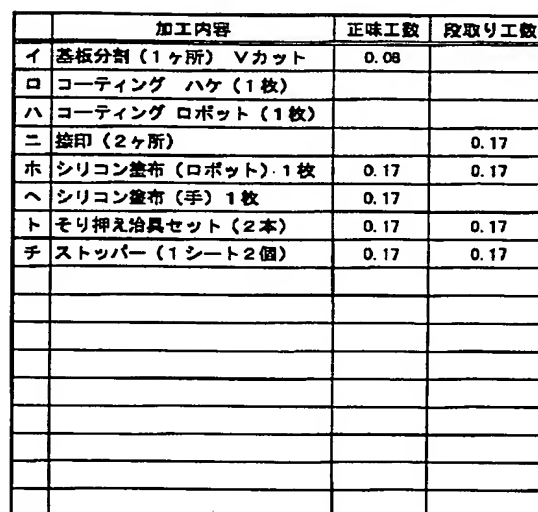 加工内容 正味工数 段取り工数
イ 基板分割(1ヶ所) Vカット 0.08
ロ コーティング ハケ(1枚)
ハ コーティング ロボット(1枚)
ニ 捺印(2ヶ所) 0.17
ホ シリコン塗布(ロボット)1枚 0.17 0.17
ヘ シリコン塗布(手)1枚 0.17
ト そり押え治具セット(2本) 0.17 0.17
チ ストッパー(1シート2個) 0.17 0.17